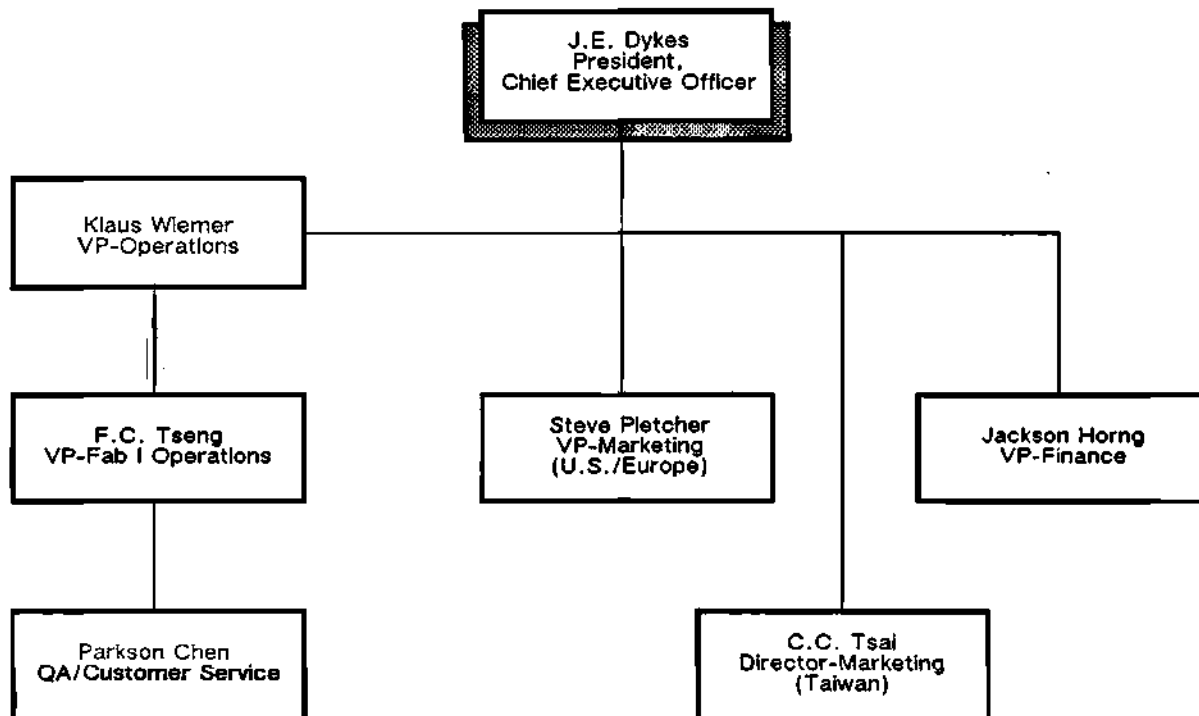 J.E. Dykes
President,
Chief Executive Officer
Klaus Wiemer
VP-Operations
F.C. Tseng
VP-Fab I Operations
Steve Pletcher
VP-Marketing
(U.S./Europe)
Jackson Horng
VP-Finance
Parkson Chen
QA/Customer Service
C.C. Tsai
Director-Marketing
(Taiwan)